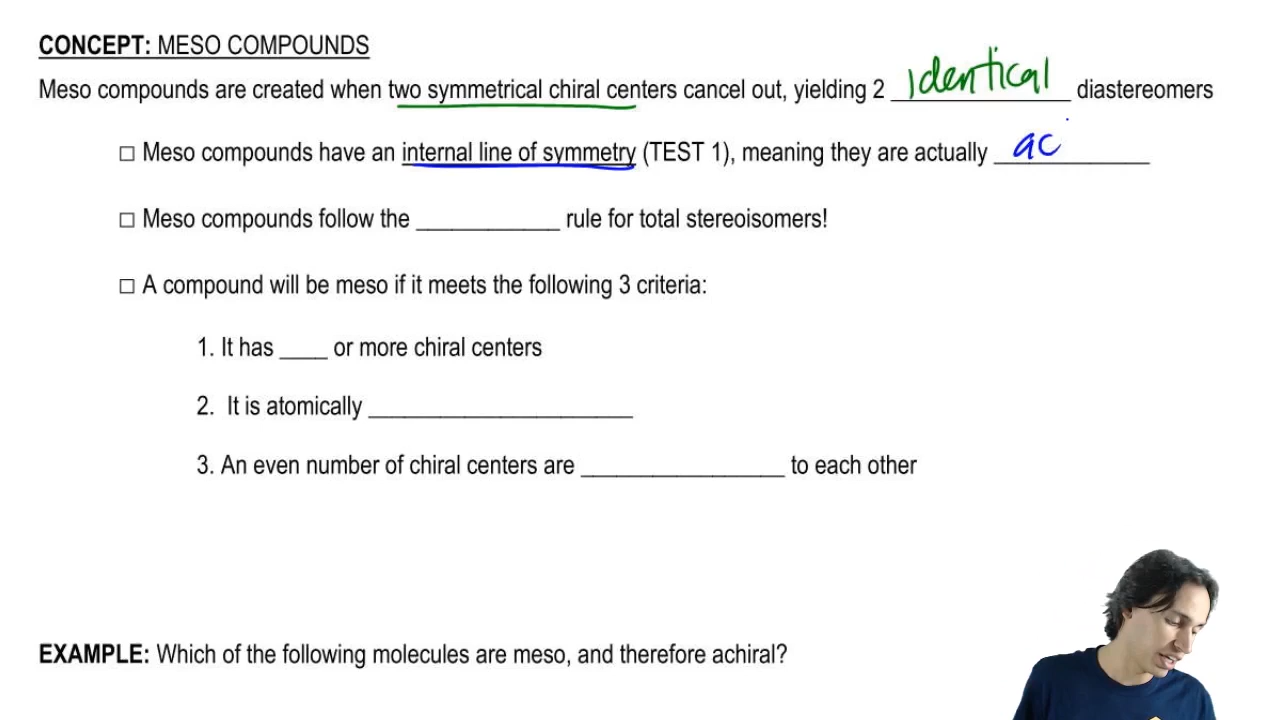 CONCEPT: MESO COMPOUNDS
Meso compounds are created when two symmetrical chiral centers cancel out, yielding 2 identical diastereomers
□ Meso compounds have an internal line of symmetry (TEST 1), meaning they are actually ac
□ Meso compounds follow the ____________ rule for total stereoisomers!
□ A compound will be meso if it meets the following 3 criteria:
1. It has ____ or more chiral centers
2. It is atomically ______________________
3. An even number of chiral centers are _________________ to each other
EXAMPLE: Which of the following molecules are meso, and therefore achiral?